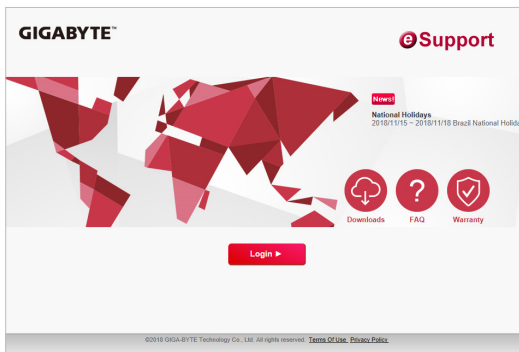 GIGABYTE™
eSupport
News!
National Holidays
2018/11/15 ~ 2018/11/18 Brazil National Holida
Downloads FAQ Warranty
Login ►
©2018 GIGA-BYTE Technology Co., Ltd. All rights reserved. Terms Of Use Privacy Policy